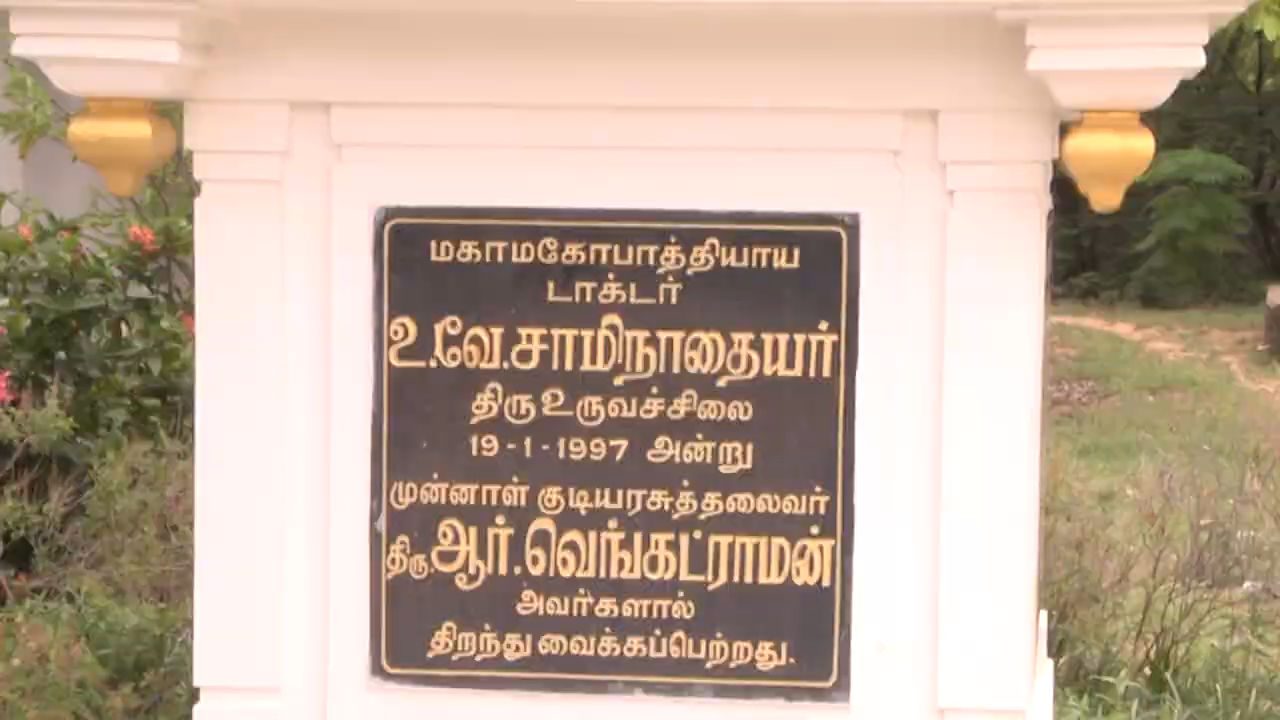 மகாமகோபாத்தியாய
டாக்டர்
உ.வே.சாமிநாதையர்
திரு உருவச்சிலை
19-1-1997 அன்று
முன்னாள் குடியரசுத்தலைவர்
திரு ஆர்.வெங்கட்ராமன்
அவர்களால்
திறந்து வைக்கப்பெற்றது.